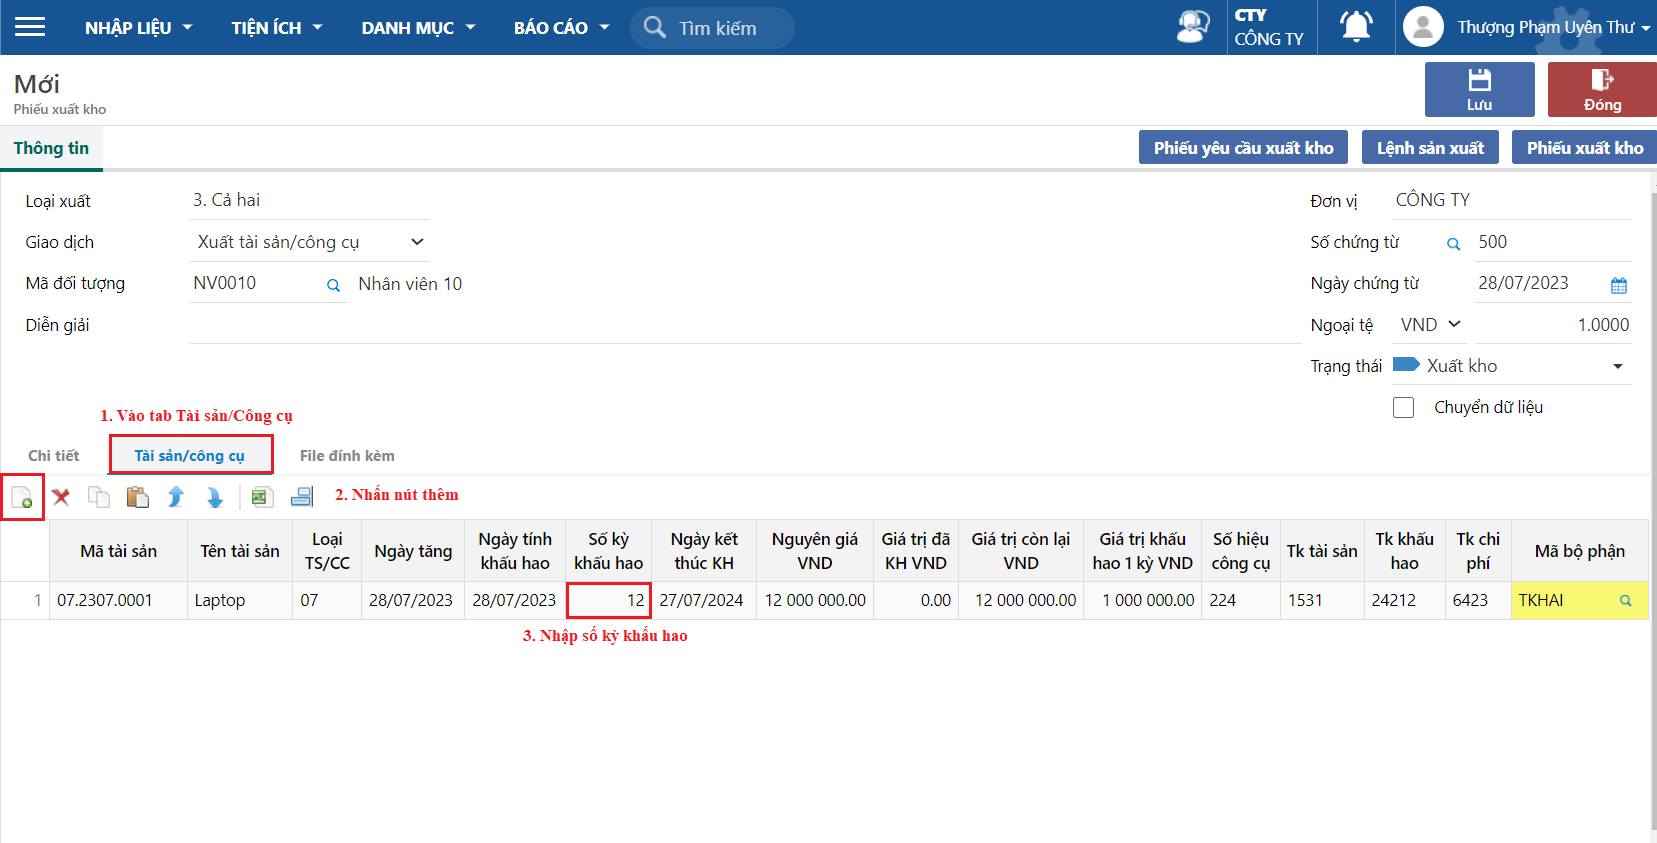 NHẬP LIỆU TIỆN ÍCH DANH MỤC BÁO CÁO Tìm kiếm CTY CÔNG TY Thượng Phạm Uyên Thư
Mới
Phiếu xuất kho
Lưu Đóng
Thông tin Phiếu yêu cầu xuất kho Lệnh sản xuất Phiếu xuất kho
Loại xuất 3. Cả hai Đơn vị CÔNG TY
Giao dịch Xuất tài sản/công cụ Số chứng từ 500
Mã đối tượng NV0010 Nhân viên 10 Ngày chứng từ 28/07/2023
Diễn giải Ngoại tệ VND 1.0000
Trạng thái Xuất kho
Chuyển dữ liệu
1. Vào tab Tài sản/Công cụ
Chi tiết Tài sản/công cụ File đính kèm
2. Nhấn nút thêm
Mã tài sản Tên tài sản Loại TS/CC Ngày tăng Ngày tính khấu hao Số kỳ khấu hao Ngày kết thúc KH Nguyên giá VND Giá trị đã KH VND Giá trị còn lại VND Giá trị khấu hao 1 kỳ VND Số hiệu công cụ Tk tài sản Tk khấu hao Tk chi phí Mã bộ phận
1 07.2307.0001 Laptop 07 28/07/2023 28/07/2023 12 27/07/2024 12 000 000.00 0.00 12 000 000.00 1 000 000.00 224 1531 24212 6423 TKHAI
3. Nhập số kỳ khấu hao